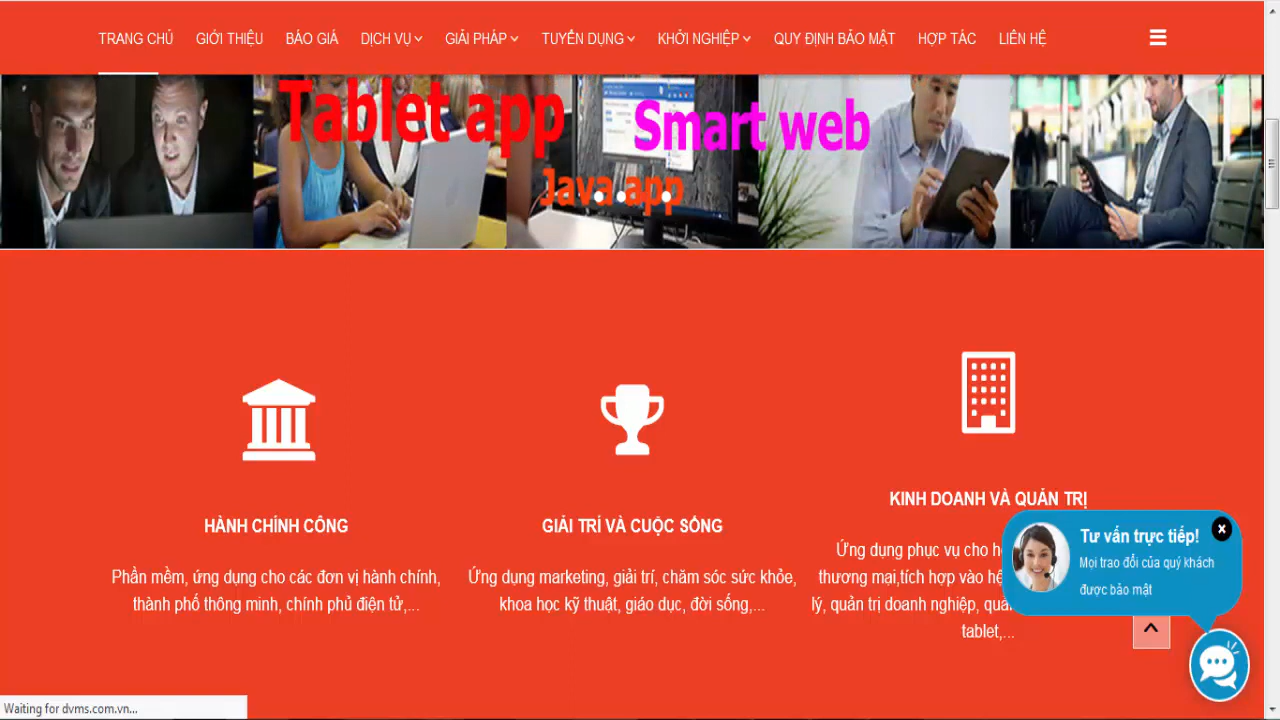 TRANG CHỦ GIỚI THIỆU BÁO GIÁ DỊCH VỤ GIẢI PHÁP TUYỂN DỤNG KHỞI NGHIỆP QUY ĐỊNH BẢO MẬT HỢP TÁC LIÊN HỆ
Tablet app
Smart web
Java app
HÀNH CHÍNH CÔNG
Phần mềm, ứng dụng cho các đơn vị hành chính,
thành phố thông minh, chính phủ điện tử,...
GIẢI TRÍ VÀ CUỘC SỐNG
Ứng dụng marketing, giải trí, chăm sóc sức khỏe,
khoa học kỹ thuật, giáo dục, đời sống,...
KINH DOANH VÀ QUẢN TRỊ
Ứng dụng phục vụ cho
thương mại,tích hợp vào
lý, quản trị doanh nghiệp,
tablet,...
Tư vấn trực tiếp!
Mọi trao đổi của quý khách
được bảo mật
Waiting for dvms.com.vn...